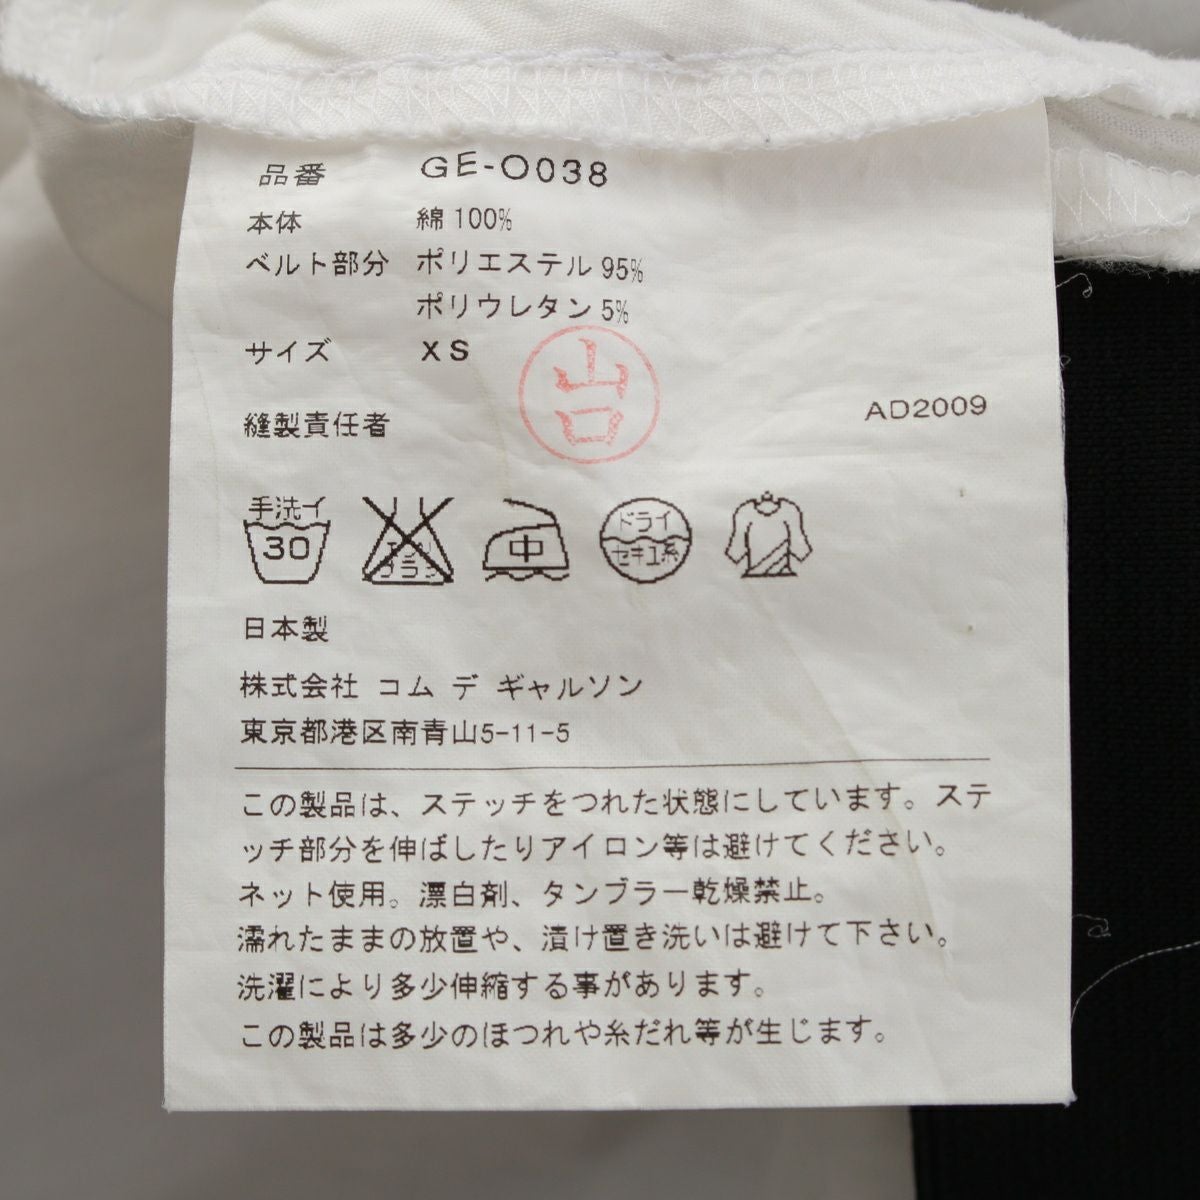 品番 GE-O038
本体 綿 100%
ベルト部分 ポリエステル 95%
ポリウレタン 5%
サイズ XS
山口
縫製責任者
AD2009
手洗イ
30
エンソ
ブラン
中
ドライ
セキユ系
日本製
株式会社 コム デ ギャルソン
東京都港区南青山5-11-5
この製品は、ステッチをつれた状態にしています。ステ
ッチ部分を伸ばしたりアイロン等は避けてください。
ネット使用。漂白剤、タンブラー乾燥禁止。
濡れたままの放置や、漬け置き洗いは避けて下さい。
洗濯により多少伸縮する事があります。
この製品は多少のほつれや糸だれ等が生じます。